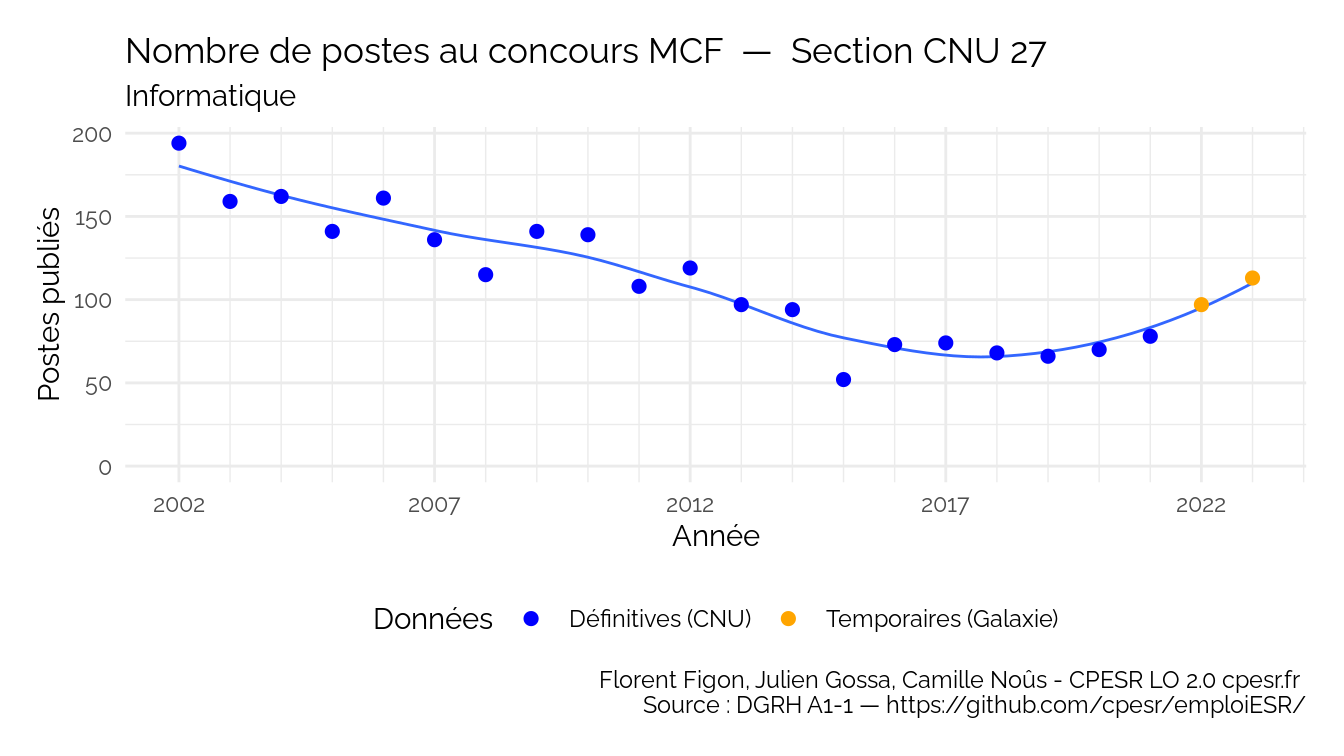 Nombre de postes au concours MCF — Section CNU 27
Informatique
Postes publiés
200
150
100
50
0
2002 2007 2012 2017 2022
Année
Données Définitives (CNU) Temporaires (Galaxie)
Florent Figon, Julien Gossa, Camille Noûs - CPESR LO 2.0 cpesr.fr
Source : DGRH A1-1 — https://github.com/cpesr/emploiESR/